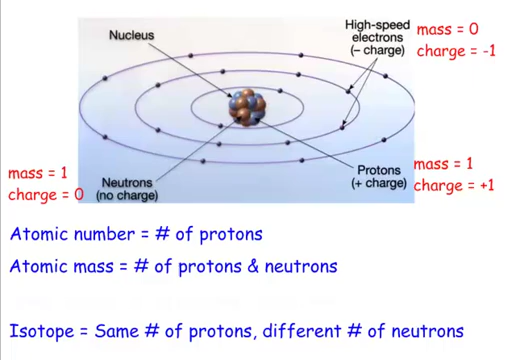 Nucleus
High-speed
electrons
(– charge)
mass = 0
charge = -1
mass = 1
charge = 0
Neutrons
(no charge)
Protons
(+ charge)
mass = 1
charge = +1
Atomic number = # of protons
Atomic mass = # of protons & neutrons
Isotope = Same # of protons, different # of neutrons